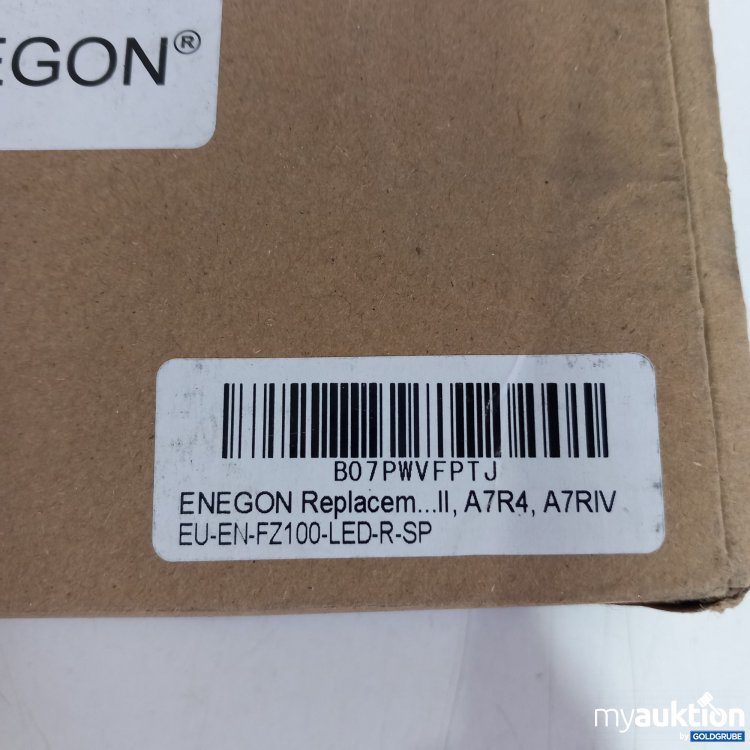 EGON®
B07PWVFPTJ
ENEGON Replacem...II, A7R4, A7RIV
EU-EN-FZ100-LED-R-SP
myauktion
by GOLDGRUBE